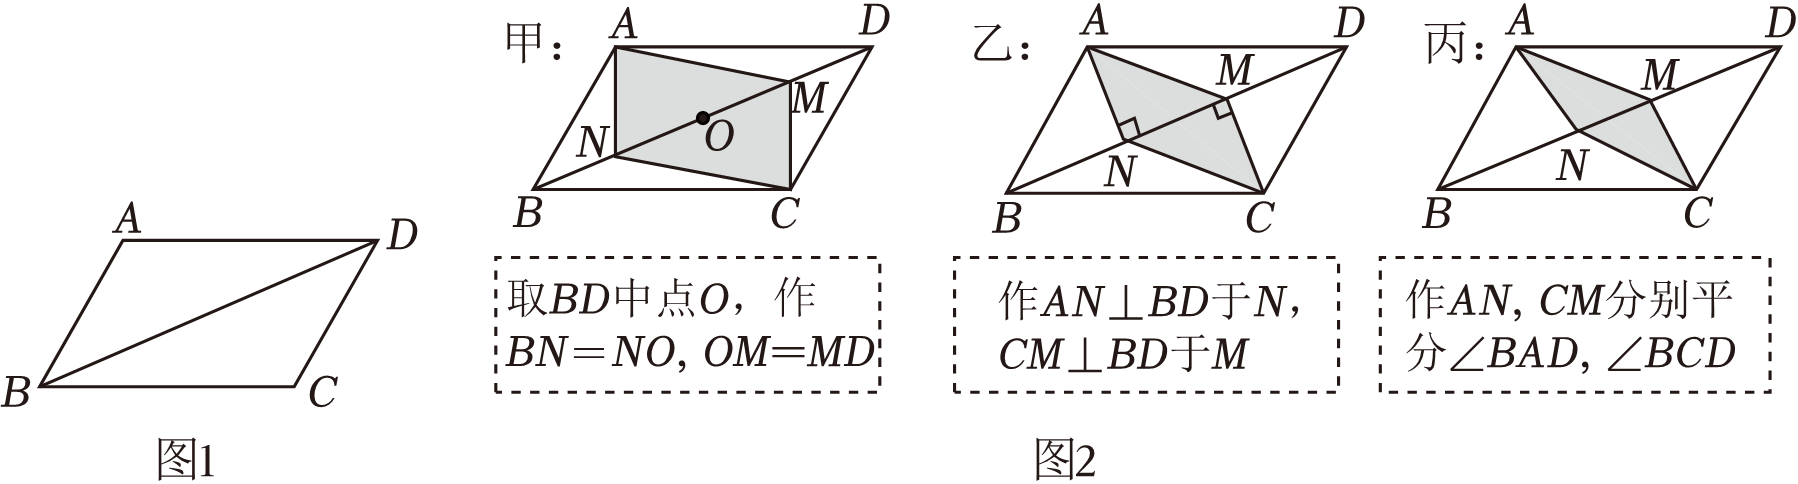 A
D
B
C
图1
甲:
A
D
M
O
N
B
C
取BD中点O，作
BN=NO, OM=MD
乙:
A
D
M
N
B
C
作AN⊥BD于N,
CM⊥BD于M
丙:
A
D
M
N
B
C
作AN, CM分别平
分∠BAD, ∠BCD
图2